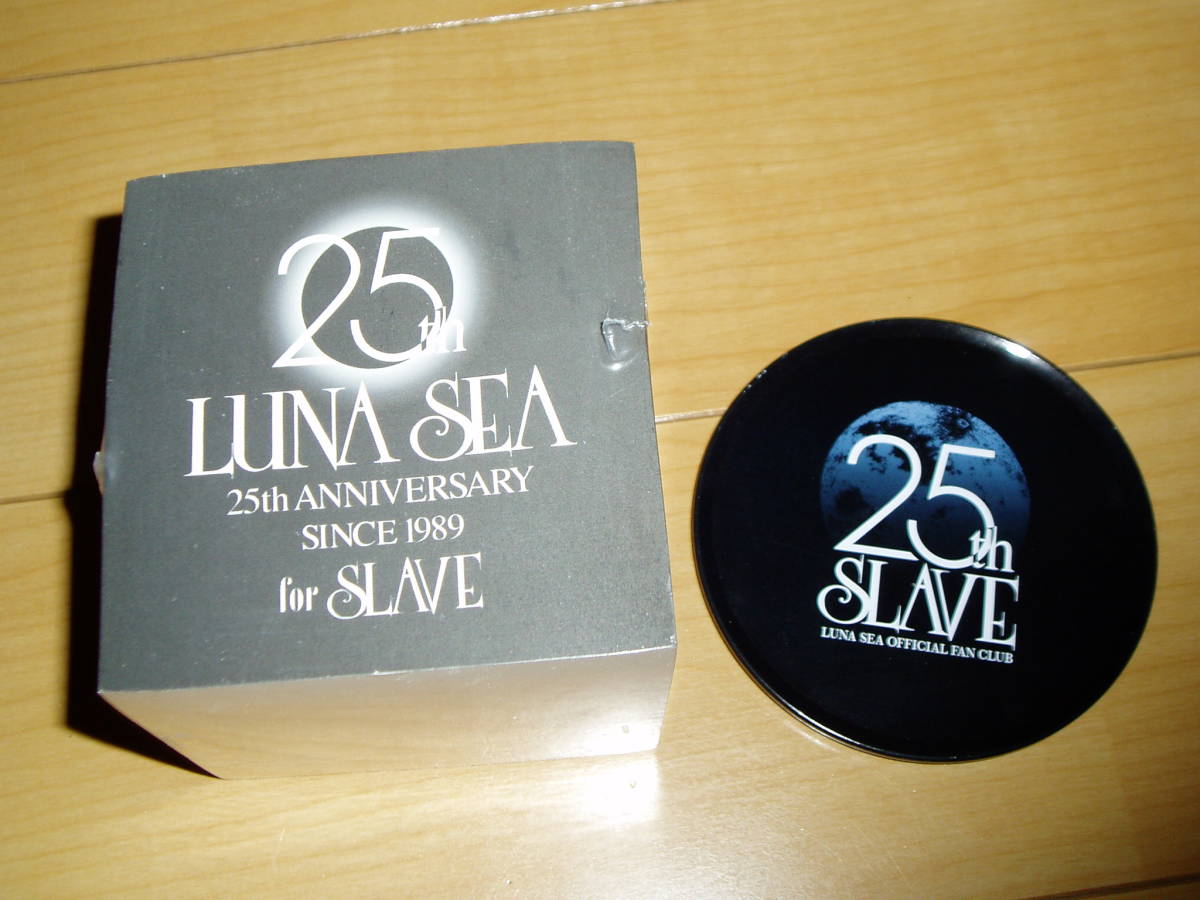 25th
LUNA SEA
25th ANNIVERSARY
SINCE 1989
for SLAVE
25th
SLAVE
LUNA SEA OFFICIAL FAN CLUB